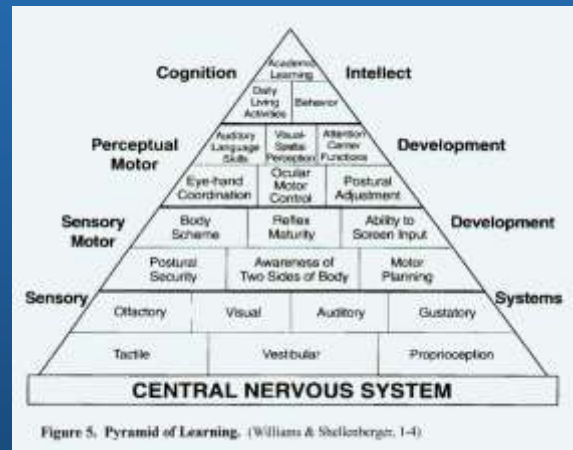 Academic
Learning
Cognition Intellect
Daily
Living
Activities
Behavior
Perceptual
Motor
Auditory
Language
Skills
Visual-
Spatial
Perception
Attention
Center
Functions
Development
Eye-hand
Coordination
Ocular
Motor
Control
Postural
Adjustment
Sensory
Motor
Body
Scheme
Reflex
Maturity
Ability to
Screen Input
Development
Postural
Security
Awareness of
Two Sides of Body
Motor
Planning
Sensory Systems
Olfactory Visual Auditory Gustatory
Tactile Vestibular Proprioception
CENTRAL NERVOUS SYSTEM
Figure 5. Pyramid of Learning. (Williams & Shellenberger, 1-4)